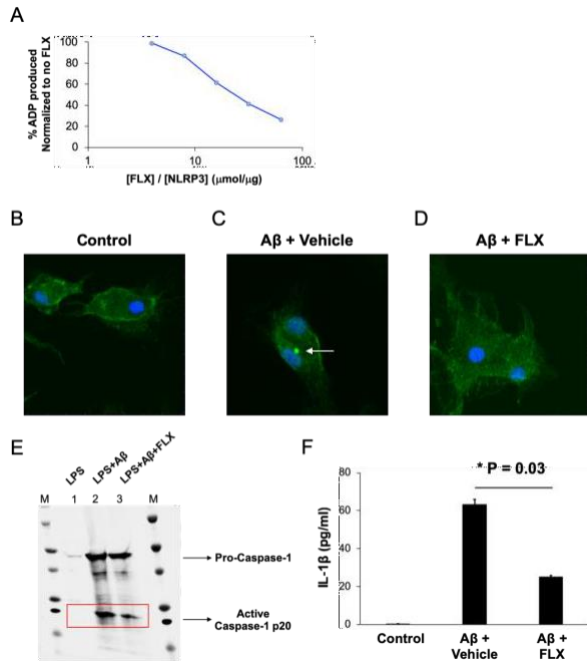 A
% ADP produced
Normalized to no FLX
100
80
60
40
20
0
1
10
100
[FLX] / [NLRP3] (μmol/μg)
B
Control
C
Aβ + Vehicle
D
Aβ + FLX
E
LPS
LPS+Aβ
LPS+Aβ+FLX
M 1 2 3 M
Pro-Caspase-1
Active
Caspase-1 p20
F
* P = 0.03
IL-1β (pg/ml)
80
60
40
20
0
Control
Aβ +
Vehicle
Aβ +
FLX